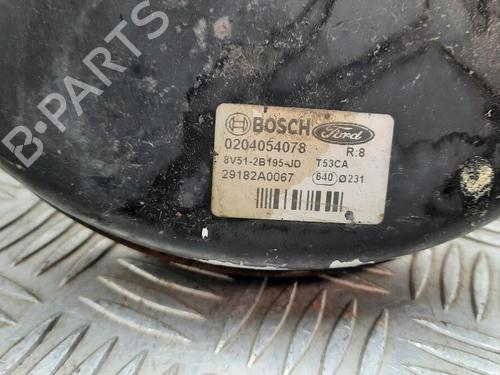 B-PARTS
BOSCH Ford
0204054078 R.8
8V51-2B195-JD T53CA
29182A0067 640 Ø231